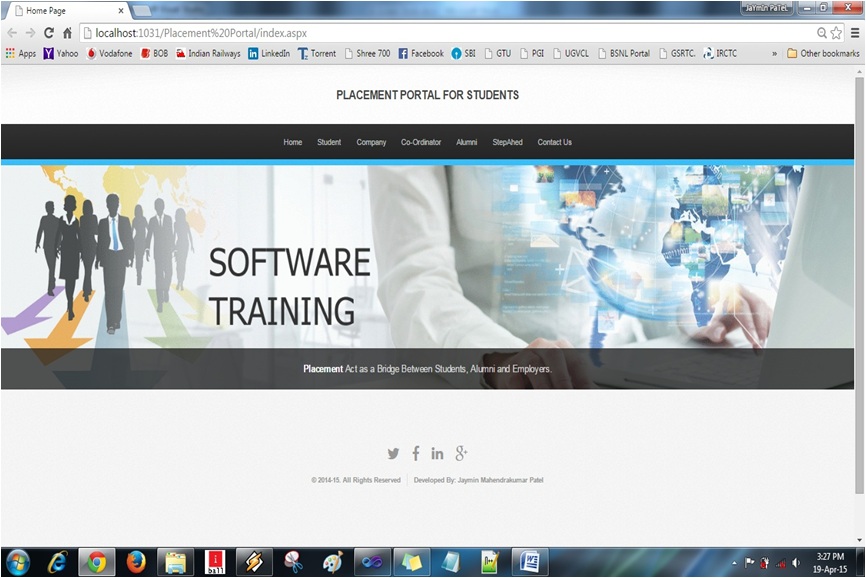 Home Page
Jaymin Patel
localhost:1031/Placement%20Portal/index.aspx
Apps Yahoo Vodafone BOB Indian Railways LinkedIn Torrent Shree 700 Facebook SBI GTU PGI UGVCL BSNL Portal GSRTC. IRCTC » Other bookmarks
PLACEMENT PORTAL FOR STUDENTS
Home Student Company Co-Ordinator Alumni StepAhed Contact Us
SOFTWARE
TRAINING
Placement Act as a Bridge Between Students, Alumni and Employers.
© 2014-15. All Rights Reserved Developed By: Jaymin Mahendrakumar Patel
3:27 PM
19-Apr-15